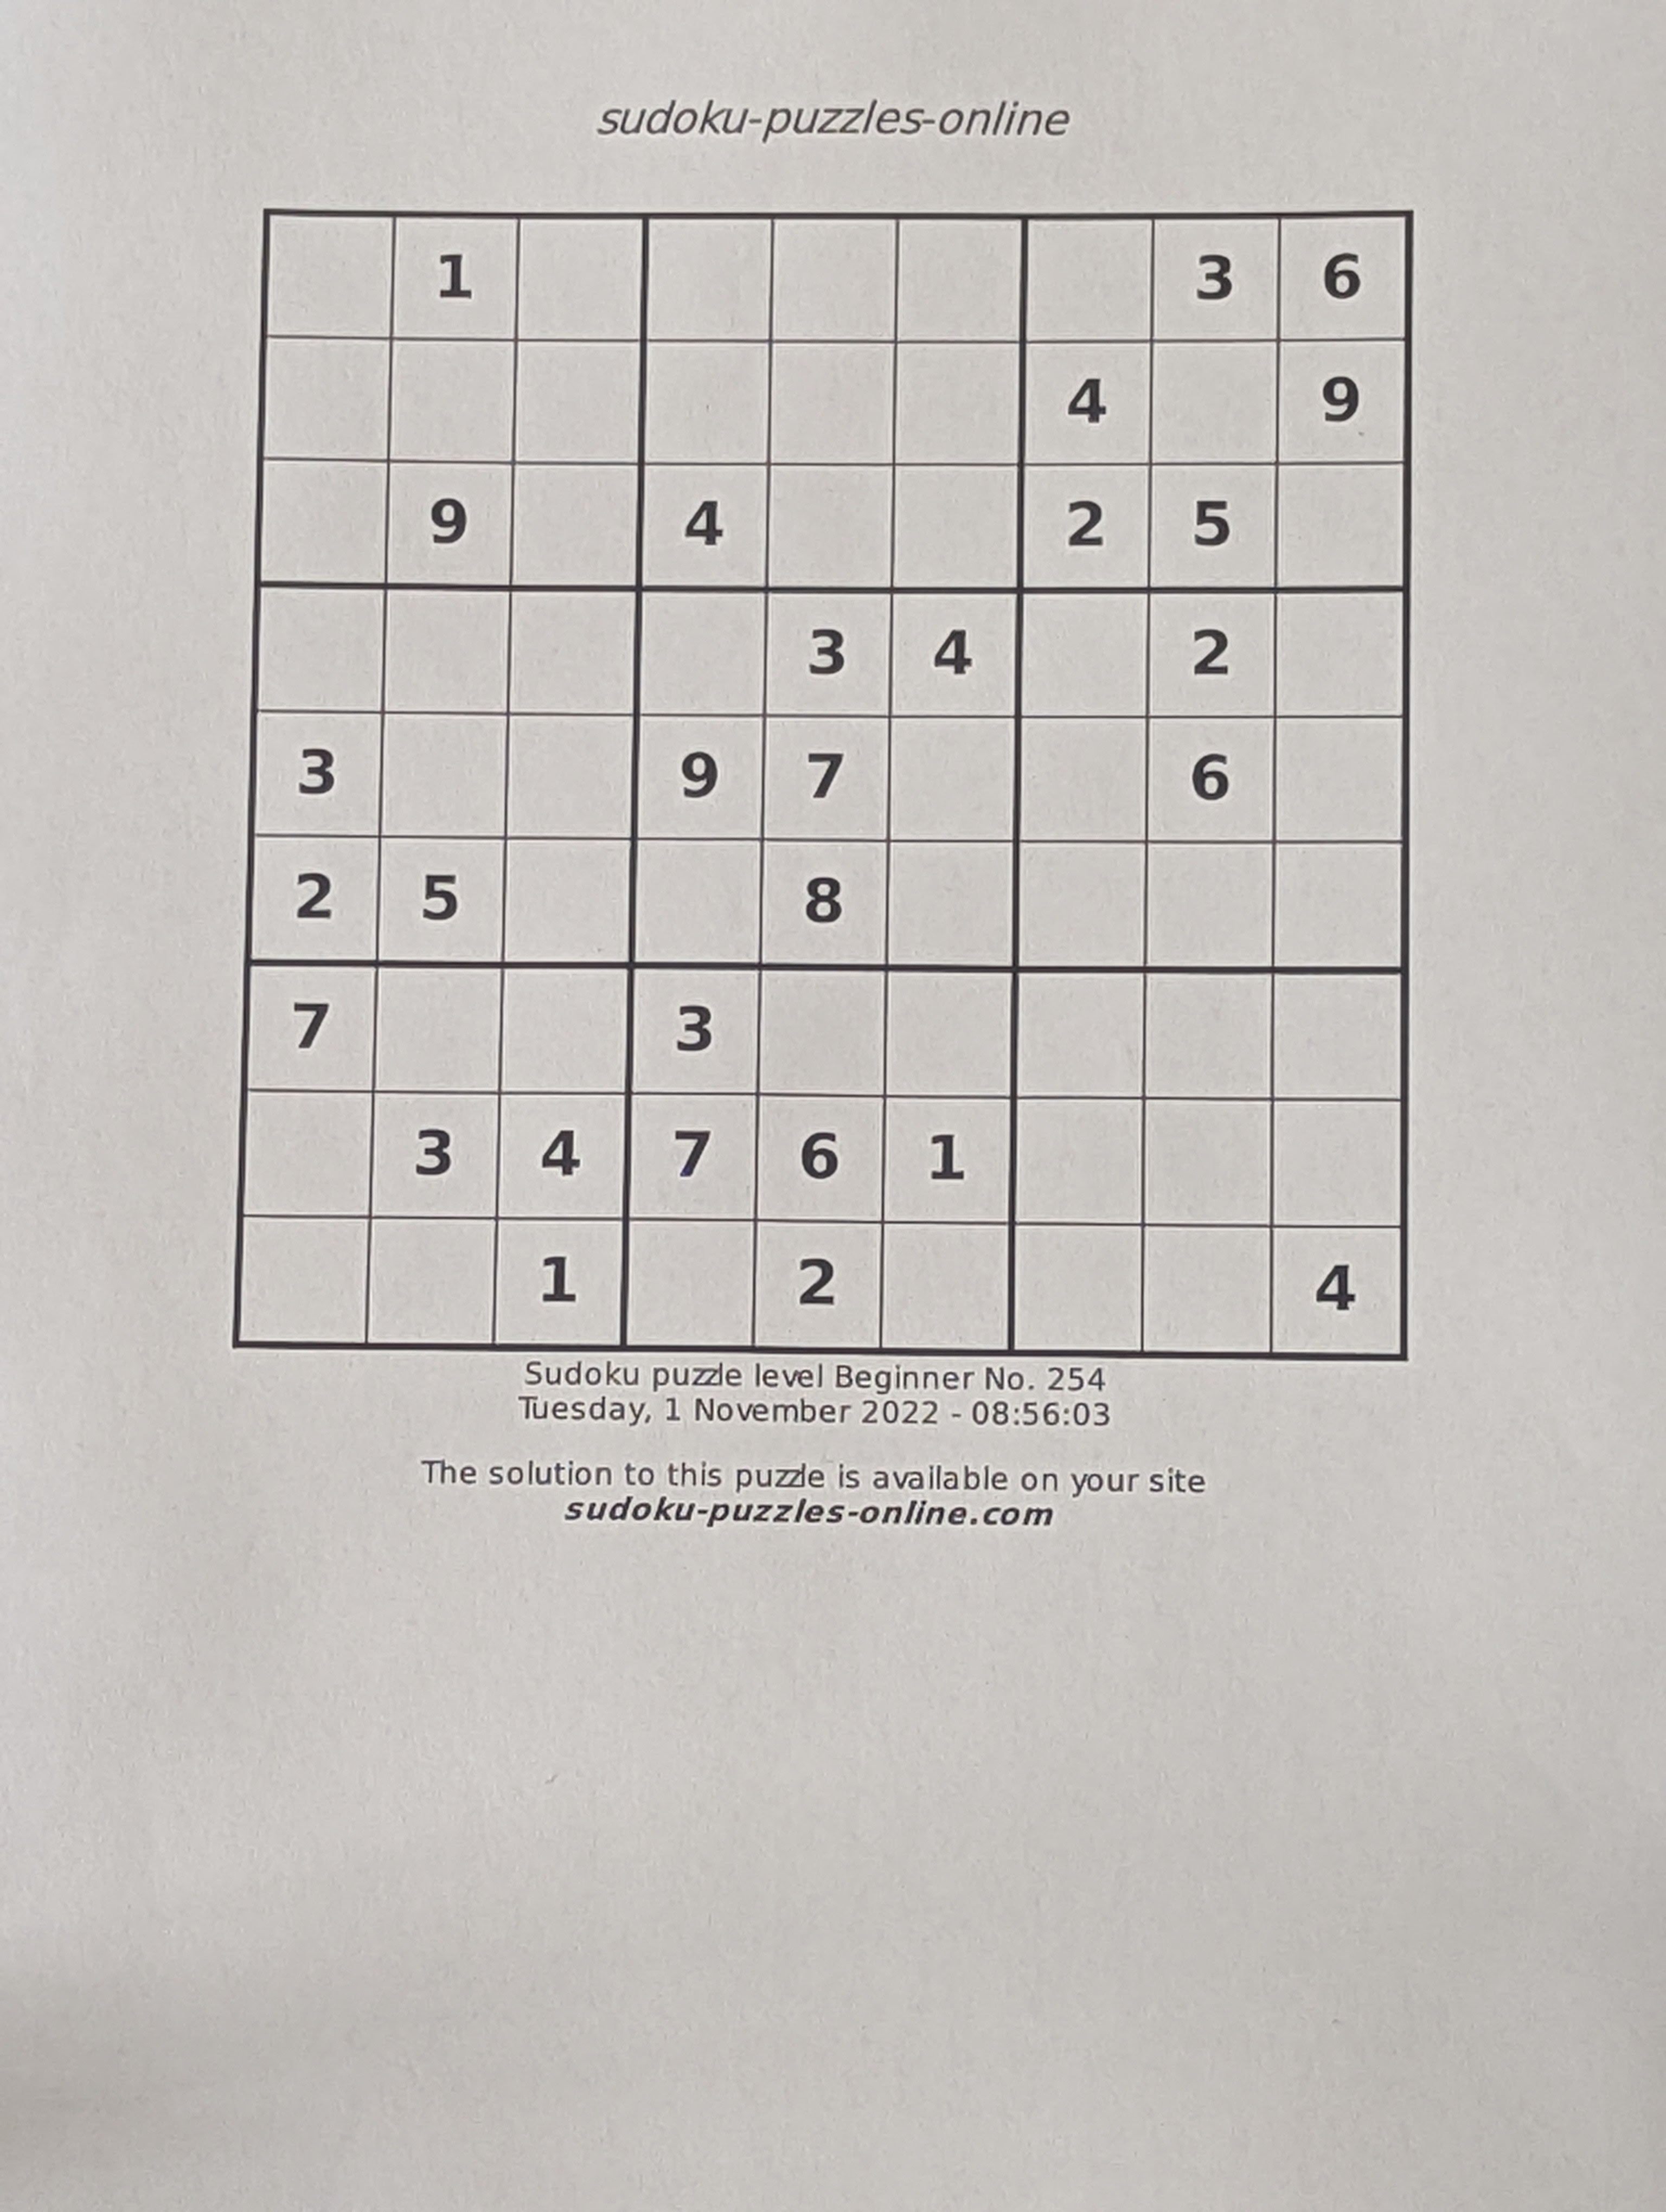 sudoku-puzzles-online
1 3 6
4 9
9 4 2 5
3 4 2
3 9 7 6
2 5 8
7 3
3 4 7 6 1
1 2 4
Sudoku puzzle level Beginner No. 254
Tuesday, 1 November 2022 - 08:56:03
The solution to this puzzle is available on your site
sudoku-puzzles-online.com